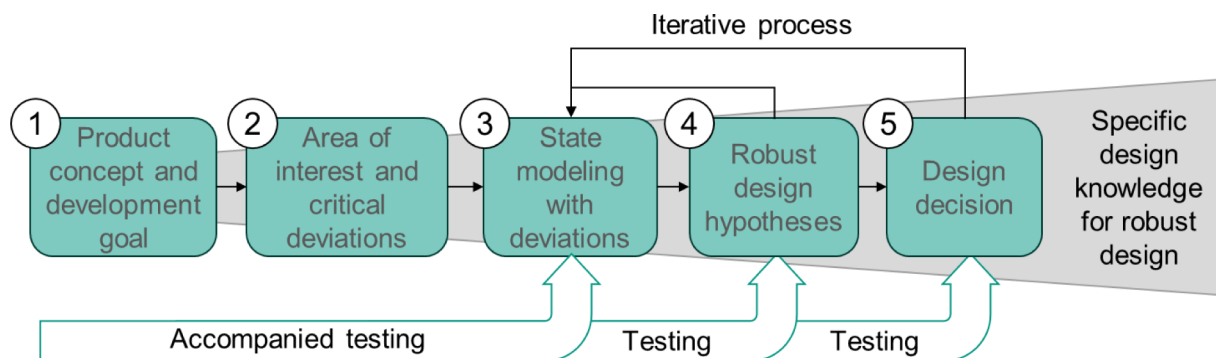 Iterative process
1
Product
concept and
development
goal
2
Area of
interest and
critical
deviations
3
State
modeling
with
deviations
4
Robust
design
hypotheses
5
Design
decision
Specific
design
knowledge
for robust
design
Accompanied testing
Testing
Testing